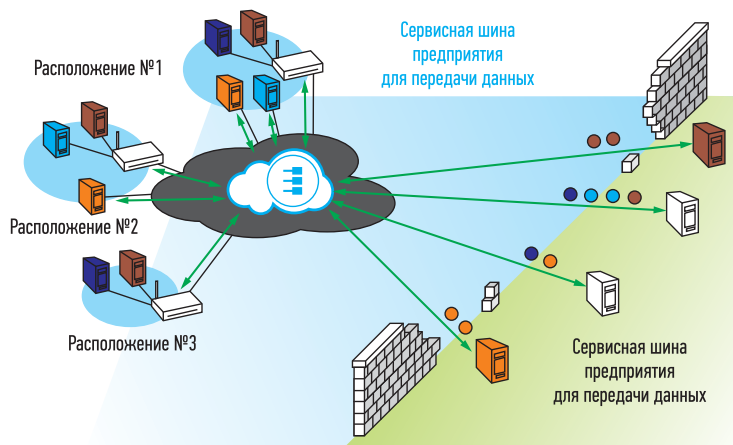 Сервисная шина
предприятия
для передачи данных
Расположение №1
Расположение №2
Расположение №3
Сервисная шина
предприятия
для передачи данных